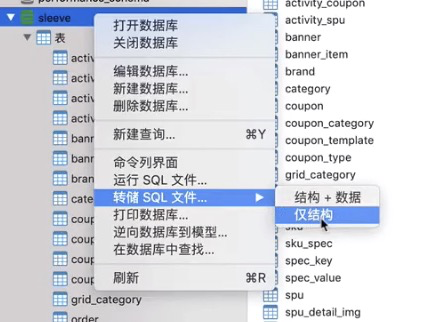 sleeve
表
activ
activ
activ
activ
bann
bann
bran
cate
coup
coup
coup
coup
grid_category
order
打开数据库
关闭数据库
编辑数据库...
新建数据库...
删除数据库...
新建查询... ⌘Y
命令列界面
运行 SQL 文件...
转储 SQL 文件...
打印数据库...
逆向数据库到模型...
在数据库中查找...
刷新 ⌘R
结构 + 数据
仅结构
activity_coupon
activity_spu
banner
banner_item
brand
category
coupon
coupon_category
coupon_template
coupon_type
grid_category
sku
sku_spec
spec_key
spec_value
spu
spu_detail_img